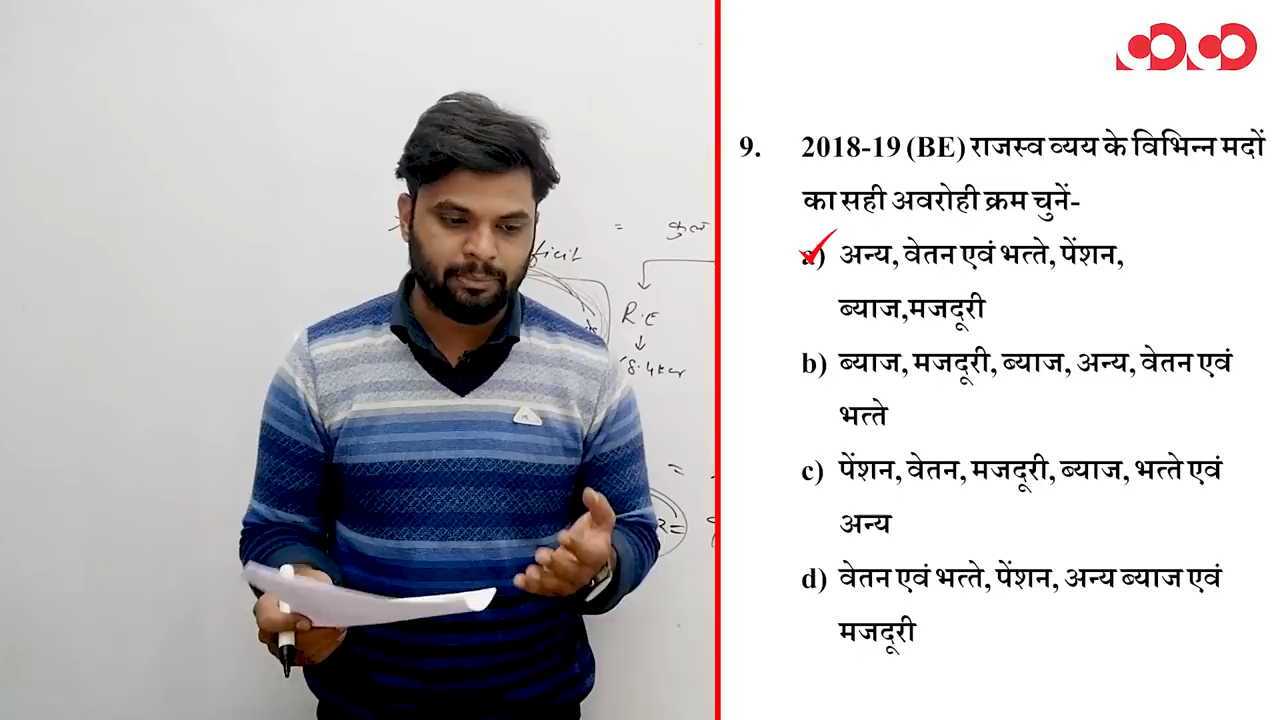 9. 2018-19 (BE) राजस्व व्यय के विभिन्न मदों
का सही अवरोही क्रम चुनें-
a) अन्य, वेतन एवं भत्ते, पेंशन,
ब्याज,मजदूरी
b) ब्याज, मजदूरी, ब्याज, अन्य, वेतन एवं
भत्ते
c) पेंशन, वेतन, मजदूरी, ब्याज, भत्ते एवं
अन्य
d) वेतन एवं भत्ते, पेंशन, अन्य ब्याज एवं
मजदूरी
= कुल
ficit
R.E